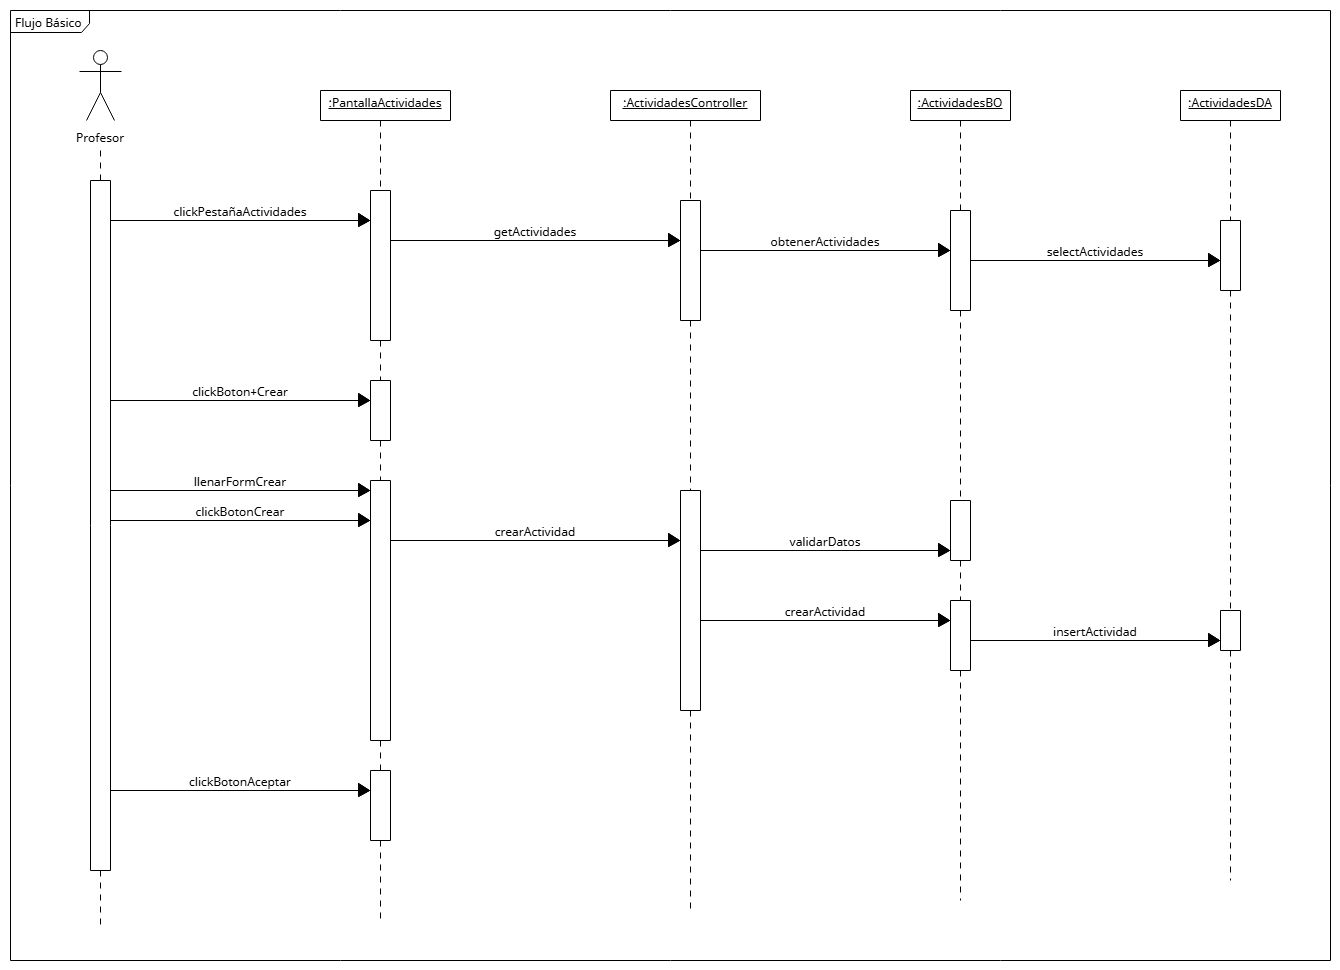 Flujo Básico
Profesor
:PantallaActividades
:ActividadesController
:ActividadesBO
:ActividadesDA
clickPestañaActividades
getActividades
obtenerActividades
selectActividades
clickBoton+Crear
llenarFormCrear
clickBotonCrear
crearActividad
validarDatos
crearActividad
insertActividad
clickBotonAceptar